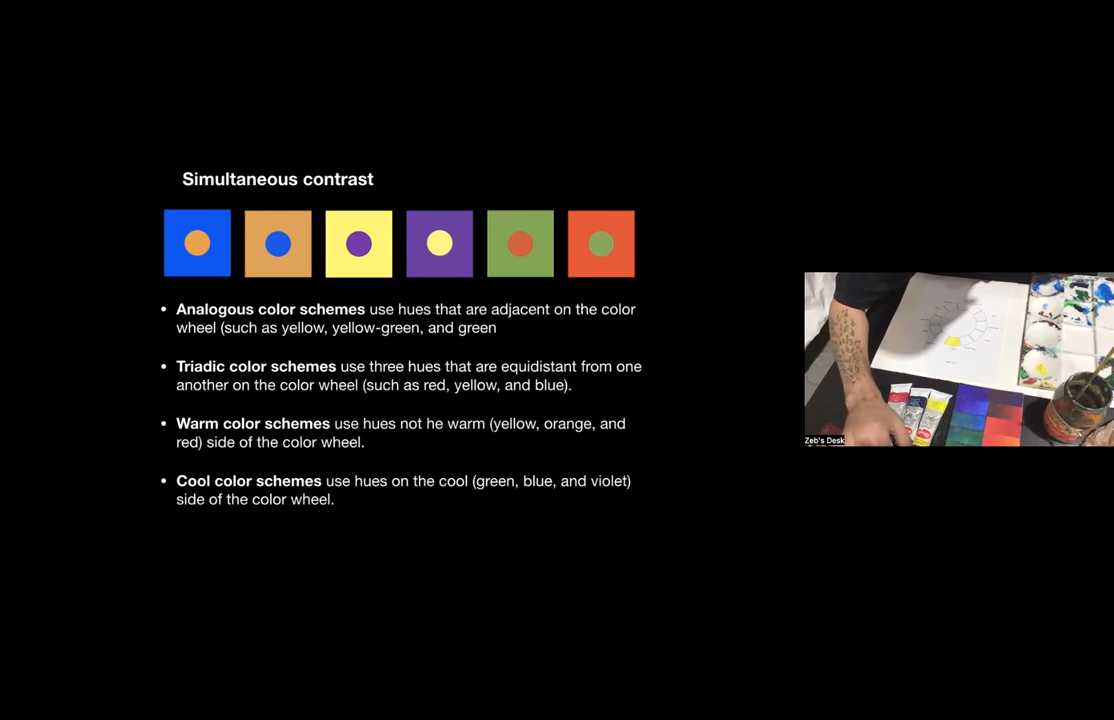 Simultaneous contrast
• Analogous color schemes use hues that are adjacent on the color
wheel (such as yellow, yellow-green, and green
• Triadic color schemes use three hues that are equidistant from one
another on the color wheel (such as red, yellow, and blue).
• Warm color schemes use hues not he warm (yellow, orange, and
red) side of the color wheel.
• Cool color schemes use hues on the cool (green, blue, and violet)
side of the color wheel.
Zeb's Desk